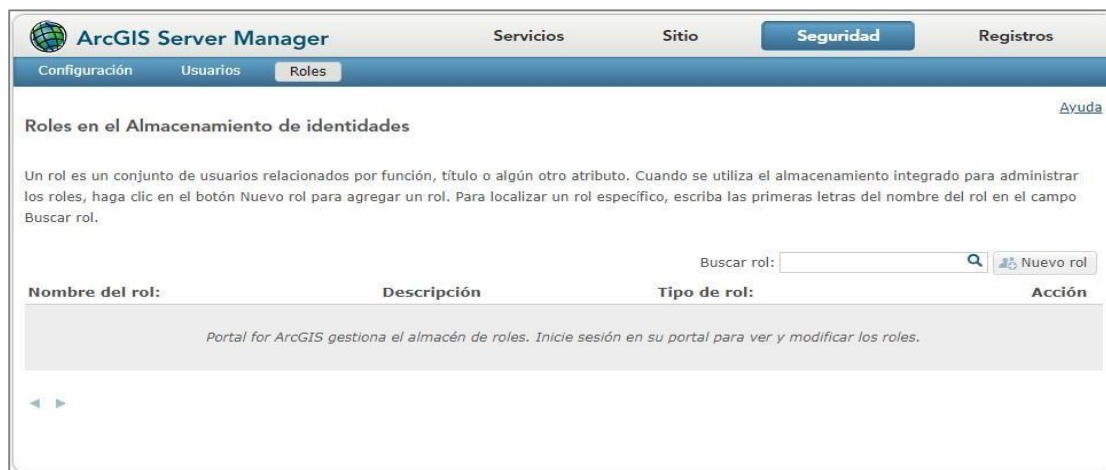 ArcGIS Server Manager
Servicios
Sitio
Seguridad
Registros
Configuración
Usuarios
Roles
Ayuda
Roles en el Almacenamiento de identidades
Un rol es un conjunto de usuarios relacionados por función, título o algún otro atributo. Cuando se utiliza el almacenamiento integrado para administrar
los roles, haga clic en el botón Nuevo rol para agregar un rol. Para localizar un rol específico, escriba las primeras letras del nombre del rol en el campo
Buscar rol.
Buscar rol:
Nuevo rol
Nombre del rol:
Descripción
Tipo de rol:
Acción
Portal for ArcGIS gestiona el almacén de roles. Inicie sesión en su portal para ver y modificar los roles.